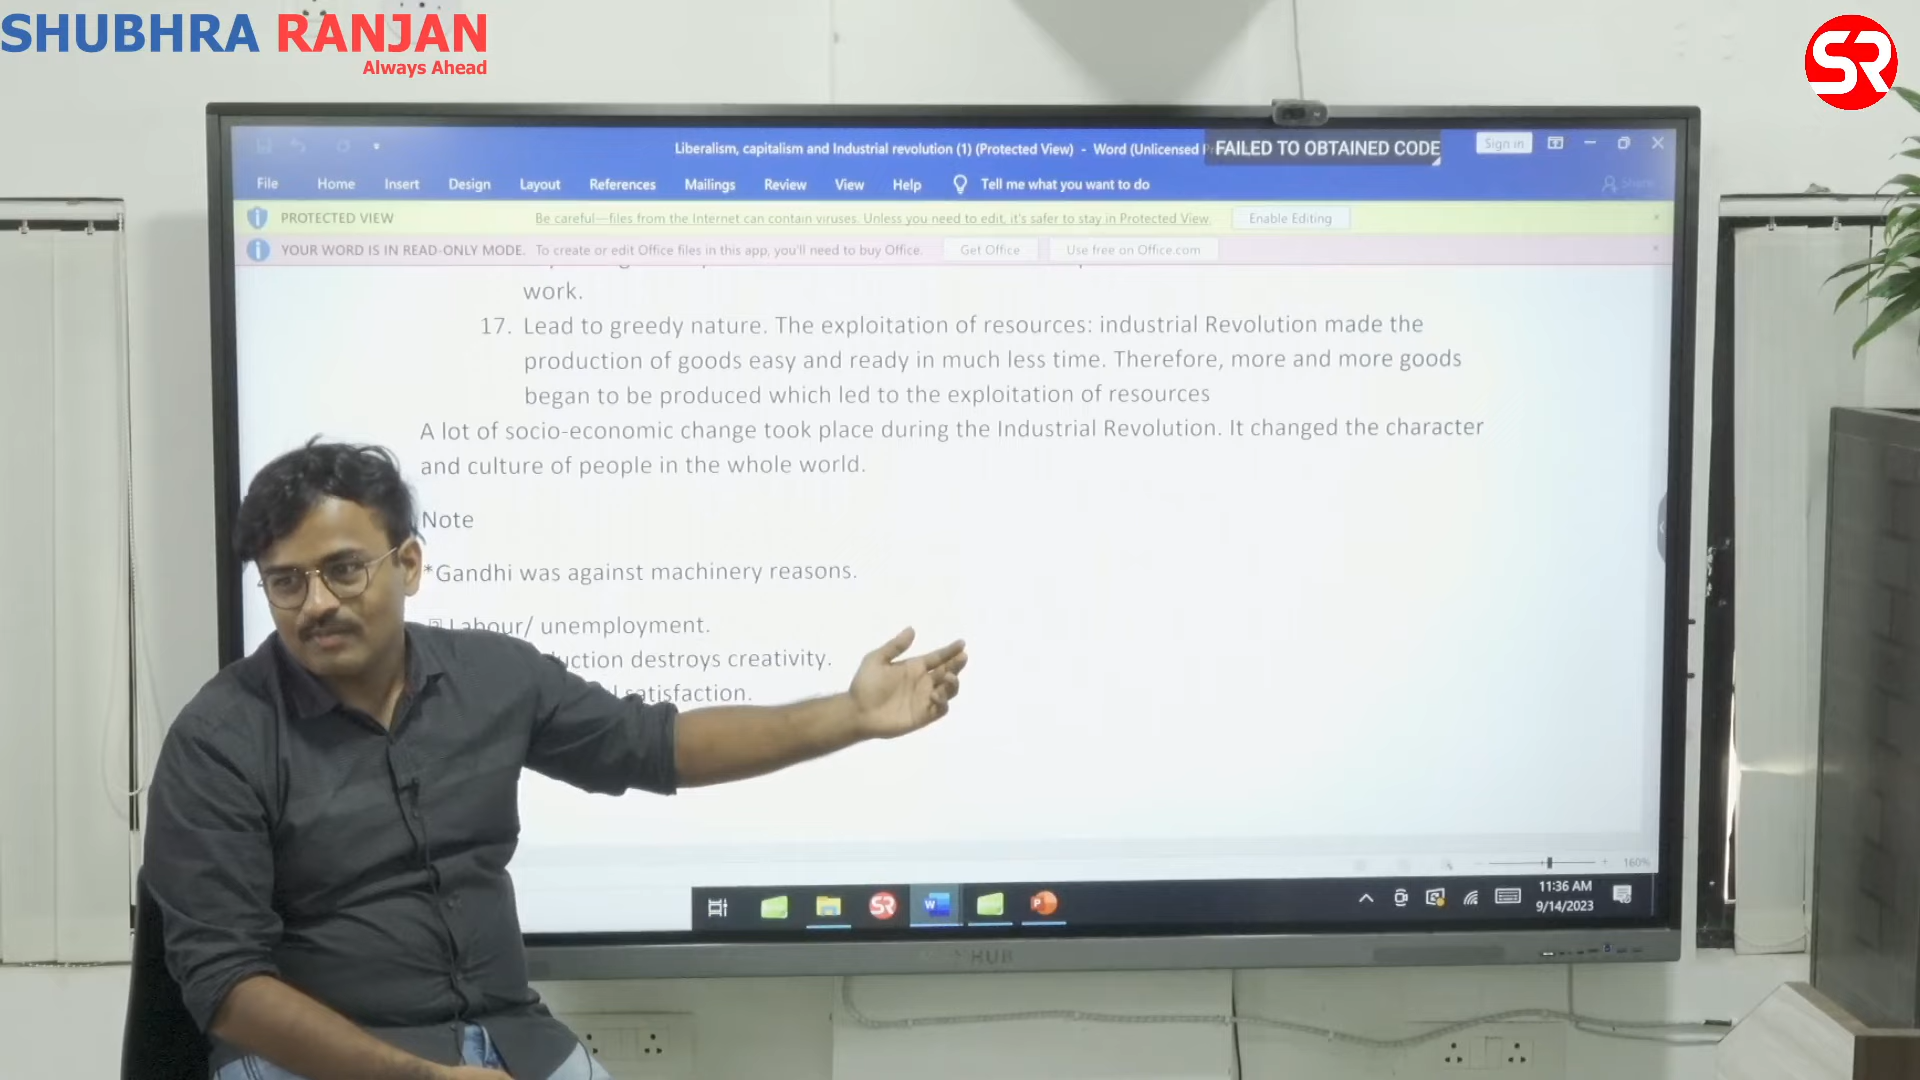 SHUBHRA RANJAN
Always Ahead
SR
Liberalism, capitalism and Industrial revolution (1) (Protected View) - Word (Unlicensed
FAILED TO OBTAINED CODE
Sign in
File Home Insert Design Layout References Mailings Review View Help Tell me what you want to do
Share
PROTECTED VIEW Be careful—files from the Internet can contain viruses. Unless you need to edit, it's safer to stay in Protected View. Enable Editing
YOUR WORD IS IN READ-ONLY MODE. To create or edit Office files in this app, you'll need to buy Office. Get Office Use free on Office.com
work.
17. Lead to greedy nature. The exploitation of resources: industrial Revolution made the
production of goods easy and ready in much less time. Therefore, more and more goods
began to be produced which led to the exploitation of resources
A lot of socio-economic change took place during the Industrial Revolution. It changed the character
and culture of people in the whole world.
Note
*Gandhi was against machinery reasons.
Labour/ unemployment.
destroys creativity.
satisfaction.
160%
SR
W
P
11:36 AM
9/14/2023
HUB